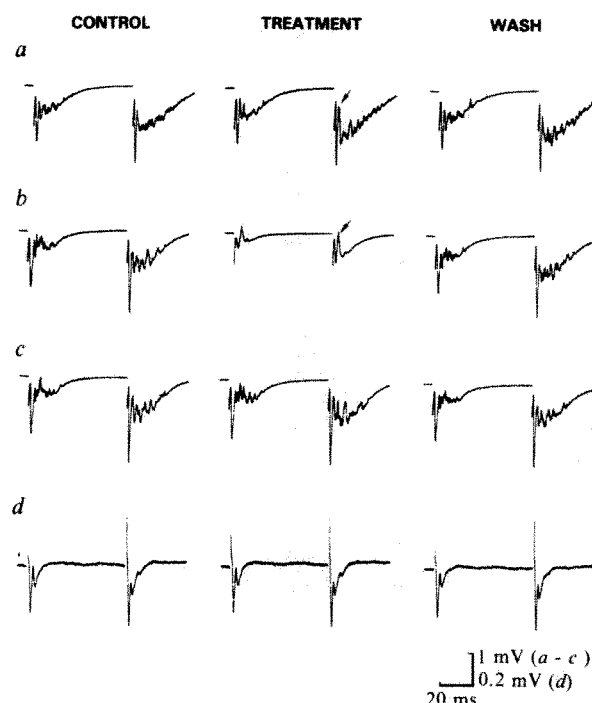 CONTROL TREATMENT WASH
a
b
c
d
1 mV (a - c)
0.2 mV (d)
20 ms